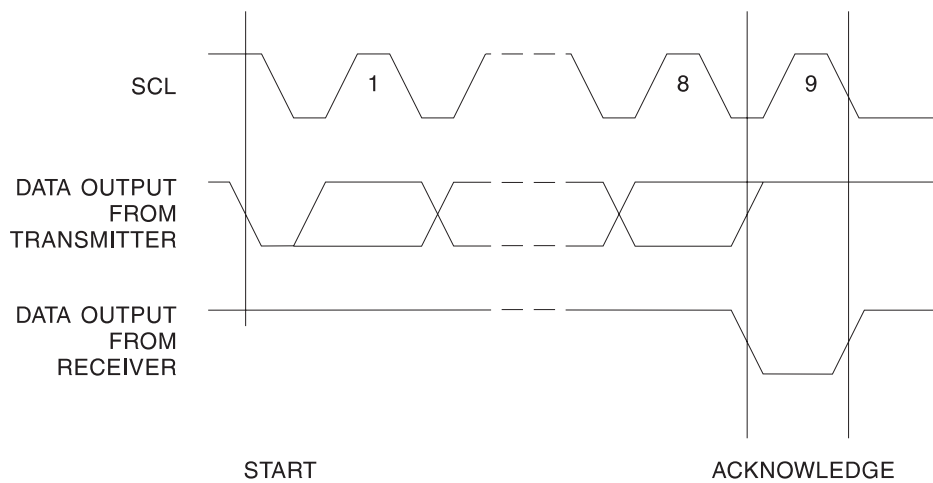 SCL
1
8
9
DATA OUTPUT
FROM
TRANSMITTER
DATA OUTPUT
FROM
RECEIVER
START
ACKNOWLEDGE